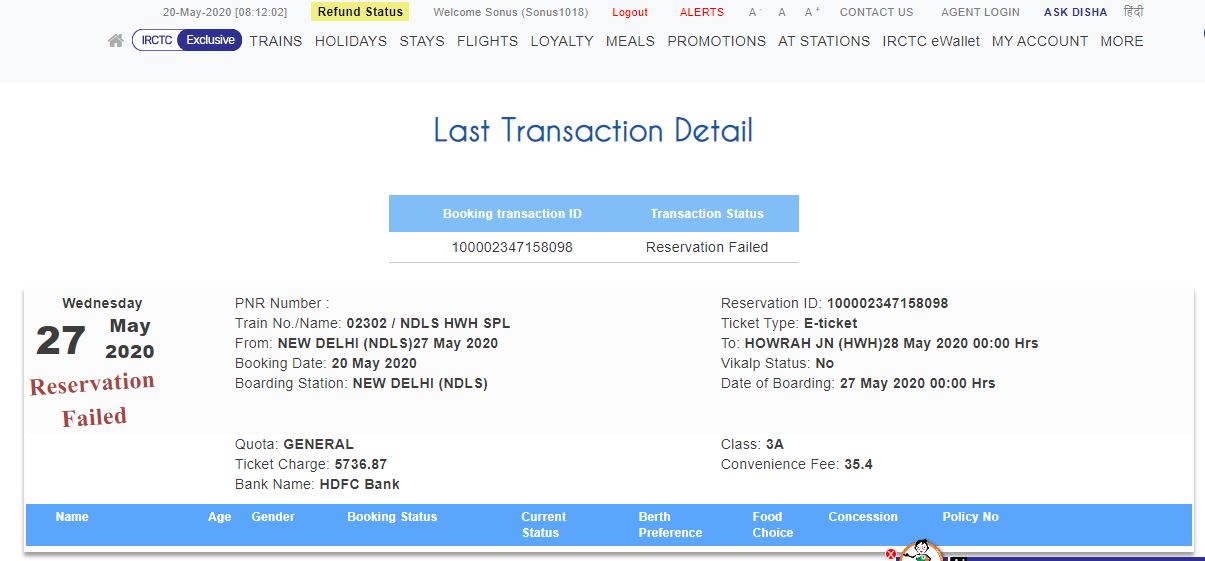 20-May-2020 [08:12:02] Refund Status Welcome Sonus (Sonus1018) Logout ALERTS A - A A + CONTACT US AGENT LOGIN ASK DISHA हिंदी
IRCTC Exclusive TRAINS HOLIDAYS STAYS FLIGHTS LOYALTY MEALS PROMOTIONS AT STATIONS IRCTC eWallet MY ACCOUNT MORE
Last Transaction Detail
Booking transaction ID Transaction Status
100002347158098 Reservation Failed
Wednesday
27 May 2020
Reservation Failed
PNR Number :
Reservation ID: 100002347158098
Train No./Name: 02302 / NDLS HWH SPL
Ticket Type: E-ticket
From: NEW DELHI (NDLS)27 May 2020
To: HOWRAH JN (HWH)28 May 2020 00:00 Hrs
Booking Date: 20 May 2020
Vikalp Status: No
Boarding Station: NEW DELHI (NDLS)
Date of Boarding: 27 May 2020 00:00 Hrs
Quota: GENERAL
Class: 3A
Ticket Charge: 5736.87
Convenience Fee: 35.4
Bank Name: HDFC Bank
Name Age Gender Booking Status Current Status Berth Preference Food Choice Concession Policy No